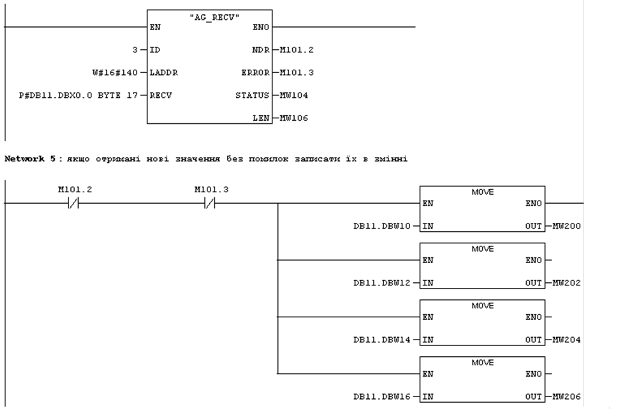 "AG_RECV"
EN ENO
3 ID NDR M101.2
W#16#140 LADDR ERROR M101.3
P#DB11.DBX0.0 BYTE 17 RECV STATUS MW104
LEN MW106
Network 5 : якщо отримані нові значення без помилок записати їх в змінні
M101.2 M101.3 MOVE
EN ENO
DB11.DBW10 IN OUT MW200
MOVE
EN ENO
DB11.DBW12 IN OUT MW202
MOVE
EN ENO
DB11.DBW14 IN OUT MW204
MOVE
EN ENO
DB11.DBW16 IN OUT MW206